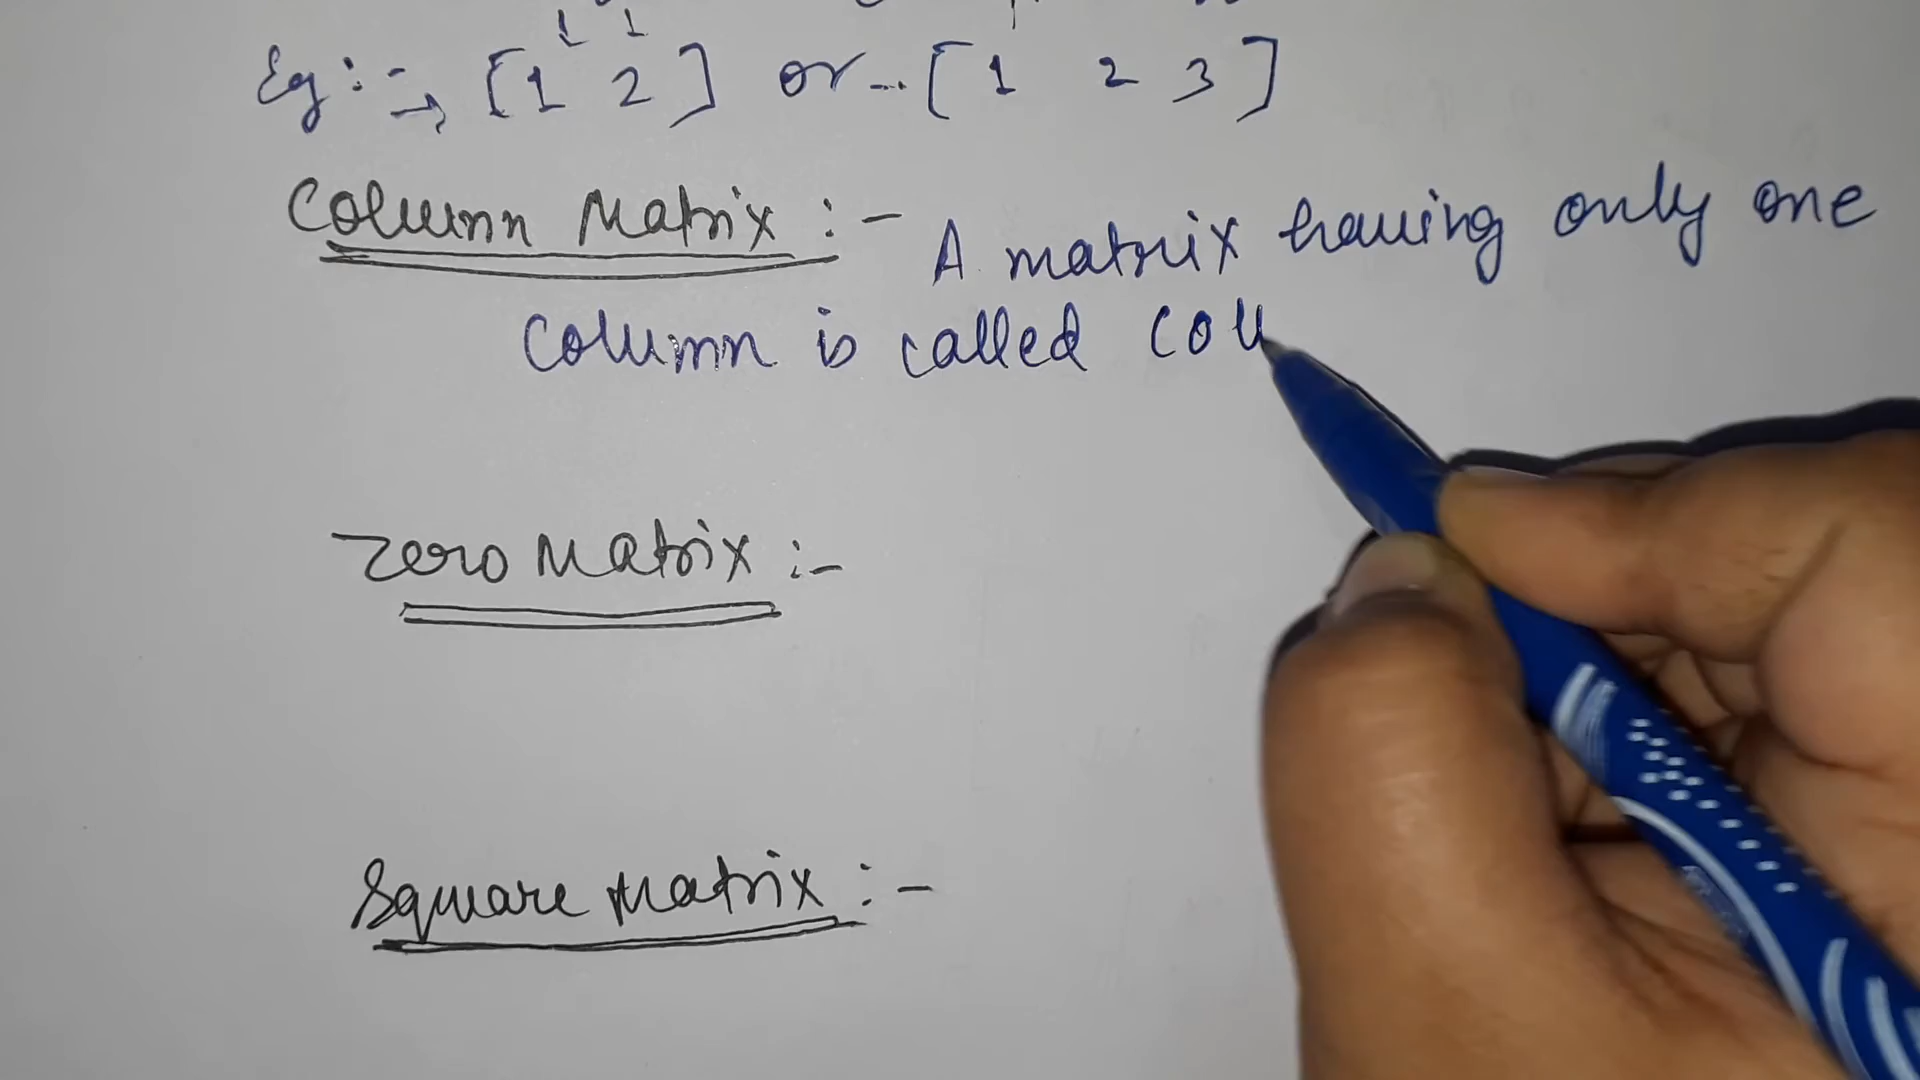 Eg:- → [1 2] or... [1 2 3]
Column Matrix :- A matrix having only one
column is called colu
Zero Matrix :-
Square Matrix :-